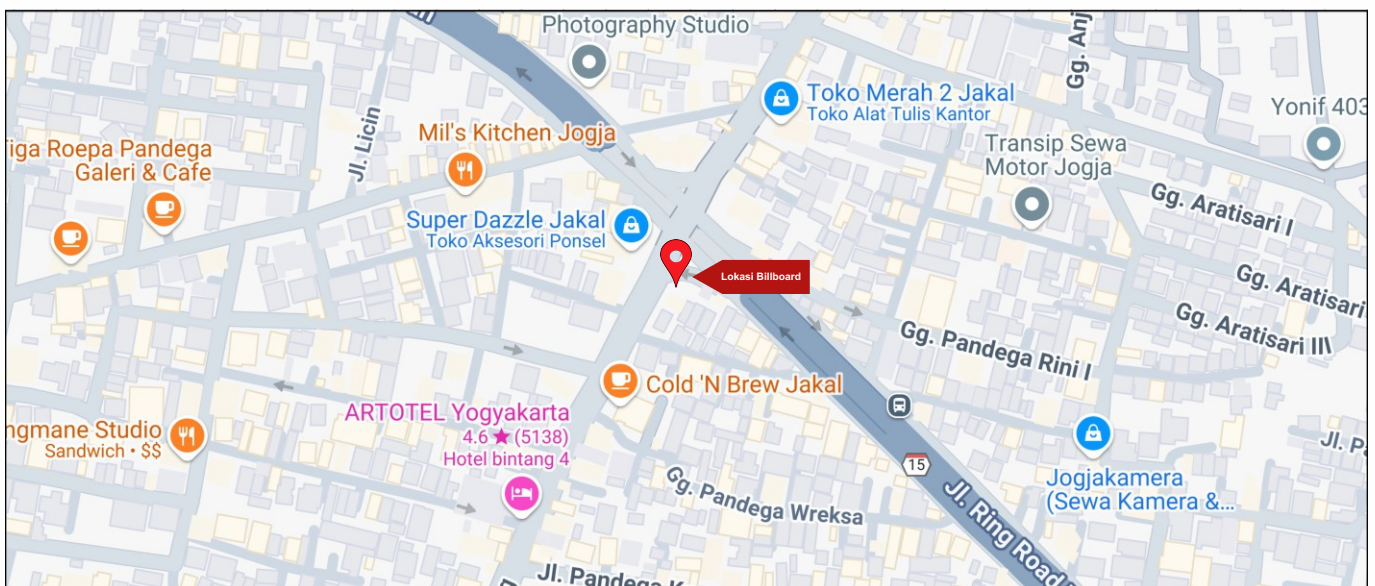 Photography Studio
Gg. Anj
Toko Merah 2 Jakal
Toko Alat Tulis Kantor
Yonif 403
Jl. Licin
Mil's Kitchen Jogja
Transip Sewa
Motor Jogja
iga Roepa Pandega
Galeri & Cafe
Gg. Aratisari I
Super Dazzle Jakal
Toko Aksesori Ponsel
Lokasi Billboard
Gg. Aratisari
Gg. Aratisari III
Gg. Pandega Rini I
Cold 'N Brew Jakal
ARTOTEL Yogyakarta
4.6 ★ (5138)
Hotel bintang 4
ngmane Studio
Sandwich • $$
Jl. P
15
Jogjakamera
(Sewa Kamera &...
Gg. Pandega Wreksa
Jl. Ring Road
Jl. Pandega